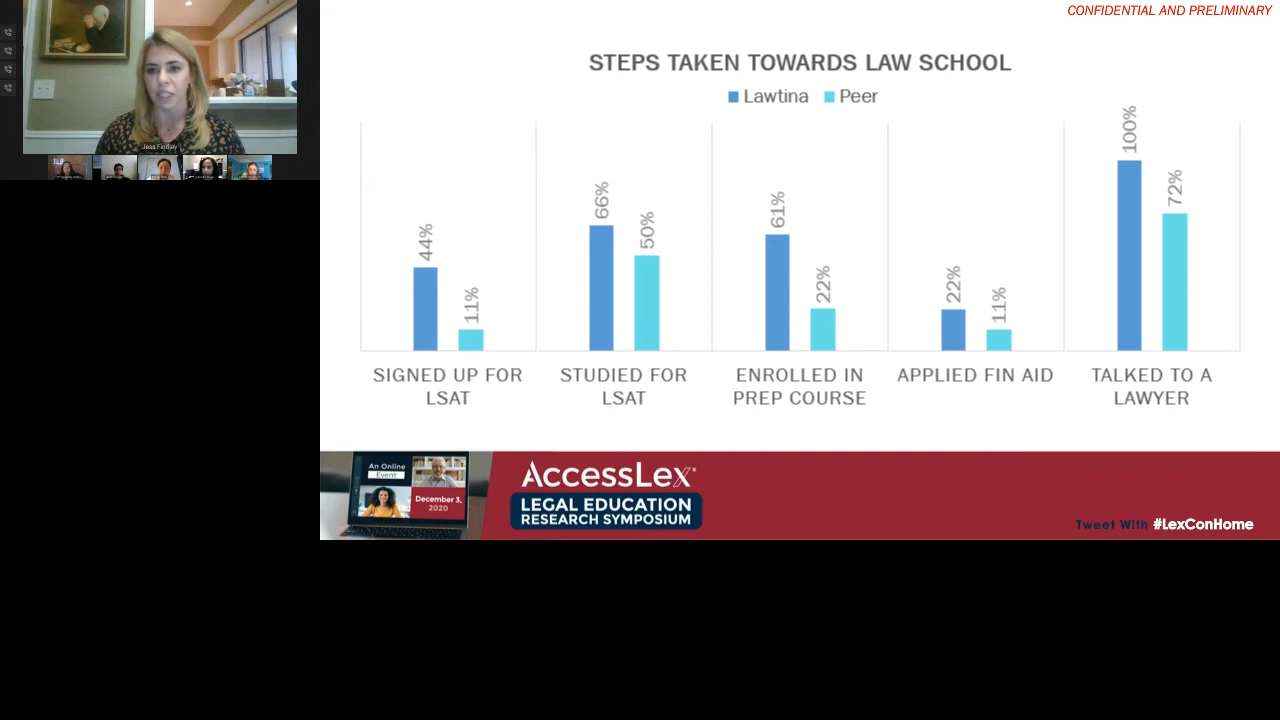 CONFIDENTIAL AND PRELIMINARY
Jess Findley
STEPS TAKEN TOWARDS LAW SCHOOL
Lawtina Peer
44% 11% 66% 50% 61% 22% 22% 11% 100% 72%
SIGNED UP FOR LSAT
STUDIED FOR LSAT
ENROLLED IN PREP COURSE
APPLIED FIN AID
TALKED TO A LAWYER
An Online
Event
December 3,
2020
AccessLex®
LEGAL EDUCATION
RESEARCH SYMPOSIUM
Tweet With #LexConHome